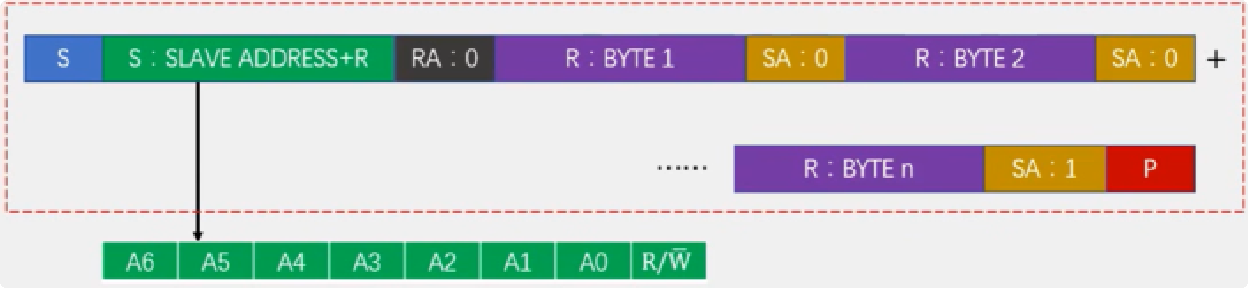 S S：SLAVE ADDRESS+R RA：0 R：BYTE 1 SA：0 R：BYTE 2 SA：0 +
…… R：BYTE n SA：1 P
A6 A5 A4 A3 A2 A1 A0 R/W̅